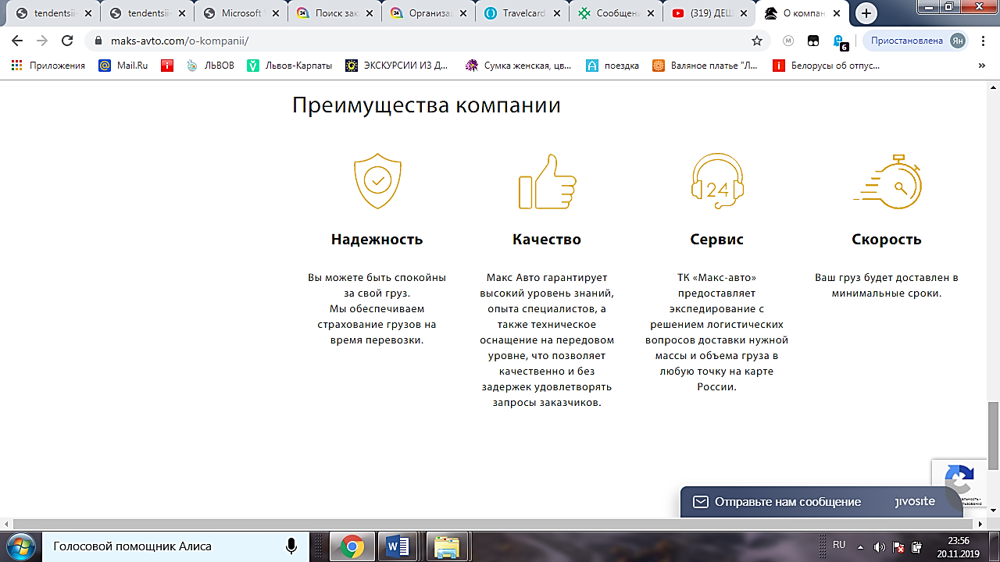 tendentsii-
tendentsii-
Microsoft
Поиск зак
Организа
Travelcard
Сообщен
(319) ДЕШ
О компан
maks-avto.com/o-kompanii/
Приостановлена
Ян
6
Приложения
Mail.Ru
ЛЬВОВ
Львов-Карпаты
ЭКСКУРСИИ ИЗ Д...
Сумка женская, цв...
поездка
Валяное платье "Л...
Белорусы об отпус...
Преимущества компании
24
Надежность
Вы можете быть спокойны
за свой груз.
Мы обеспечиваем
страхование грузов на
время перевозки.
Качество
Макс Авто гарантирует
высокий уровень знаний,
опыта специалистов, а
также техническое
оснащение на передовом
уровне, что позволяет
качественно и без
задержек удовлетворять
запросы заказчиков.
Сервис
ТК «Макс-авто»
предоставляет
экспедирование с
решением логистических
вопросов доставки нужной
массы и объема груза в
любую точку на карте
России.
Скорость
Ваш груз будет доставлен в
минимальные сроки.
Отправьте нам сообщение
jivosite
Голосовой помощник Алиса
RU
23:56
20.11.2019